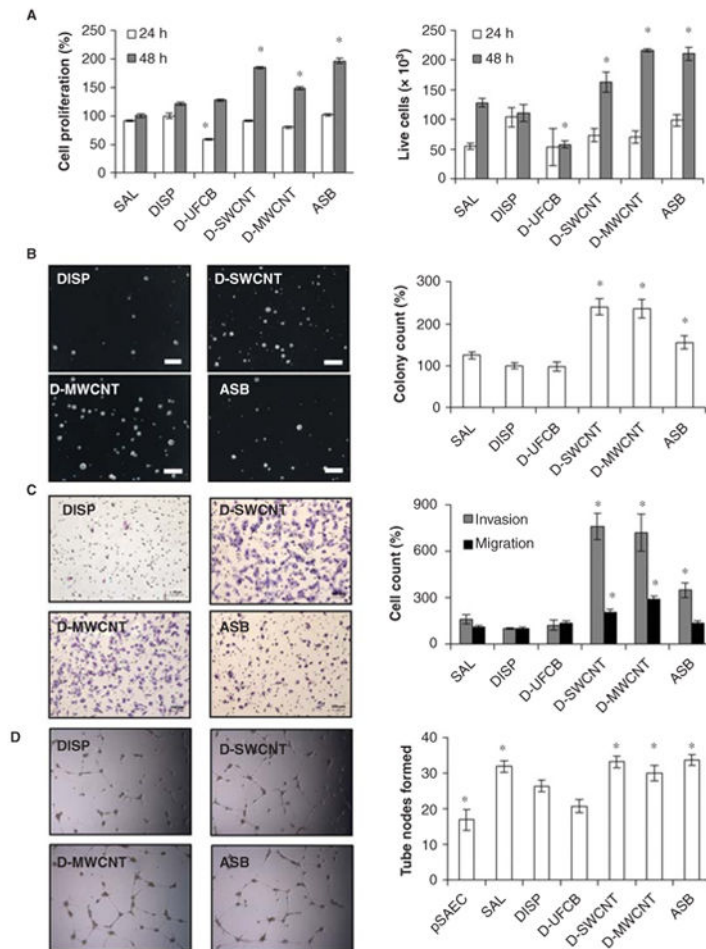 A
Cell proliferation (%)
250
200
150
100
50
0
24 h
48 h
*
*
*
*
SAL
DISP
D-UFCB
D-SWCNT
D-MWCNT
ASB
Live cells (× 10³)
250
200
150
100
50
0
24 h
48 h
*
*
*
*
SAL
DISP
D-UFCB
D-SWCNT
D-MWCNT
ASB
B
DISP
D-SWCNT
D-MWCNT
ASB
Colony count (%)
300
200
100
0
*
*
*
SAL
DISP
D-UFCB
D-SWCNT
D-MWCNT
ASB
C
DISP
D-SWCNT
D-MWCNT
ASB
Cell count (%)
900
600
300
0
Invasion
Migration
*
*
*
*
*
SAL
DISP
D-UFCB
D-SWCNT
D-MWCNT
ASB
D
DISP
D-SWCNT
D-MWCNT
ASB
Tube nodes formed
40
30
20
10
0
*
*
*
*
*
pSAEC
SAL
DISP
D-UFCB
D-SWCNT
D-MWCNT
ASB